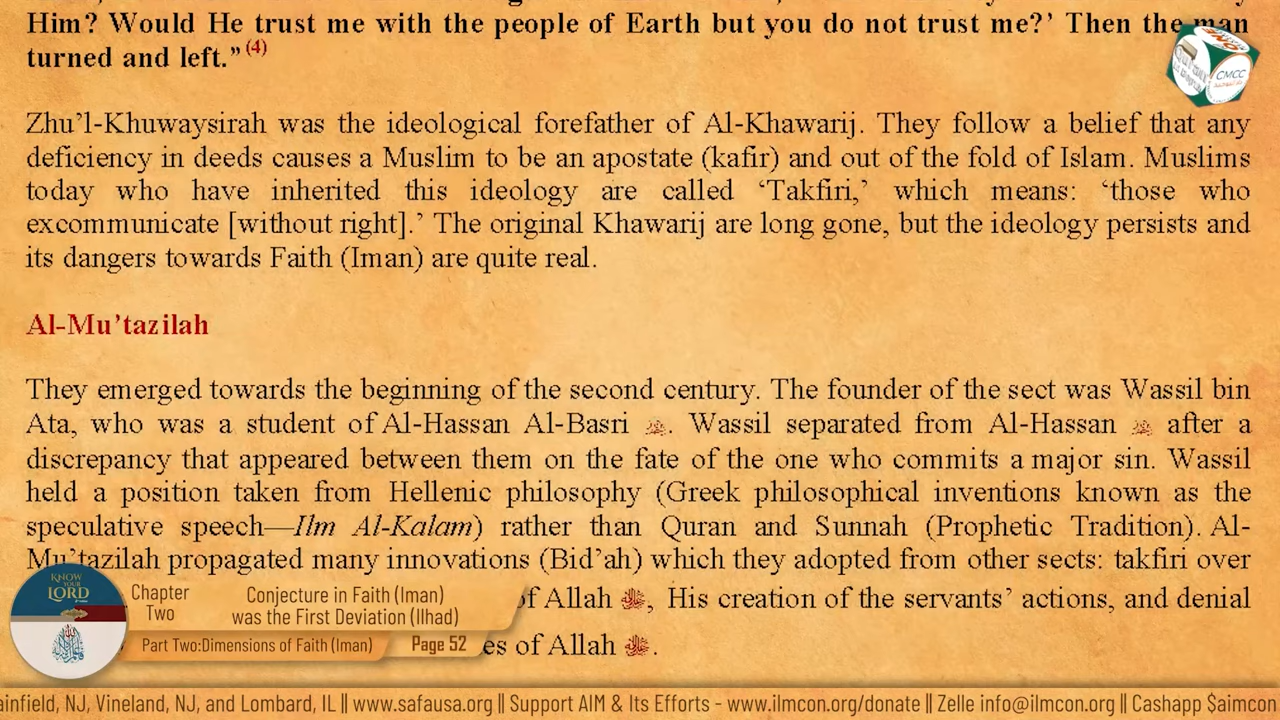 Him? Would He trust me with the people of Earth but you do not trust me?' Then the man
turned and left.” (4)
Zhu’l-Khuwaysirah was the ideological forefather of Al-Khawarij. They follow a belief that any
deficiency in deeds causes a Muslim to be an apostate (kafir) and out of the fold of Islam. Muslims
today who have inherited this ideology are called ‘Takfiri,’ which means: ‘those who
excommunicate [without right].’ The original Khawarij are long gone, but the ideology persists and
its dangers towards Faith (Iman) are quite real.
Al-Mu’tazilah
They emerged towards the beginning of the second century. The founder of the sect was Wassil bin
Ata, who was a student of Al-Hassan Al-Basri. Wassil separated from Al-Hassan after a
discrepancy that appeared between them on the fate of the one who commits a major sin. Wassil
held a position taken from Hellenic philosophy (Greek philosophical inventions known as the
speculative speech—Ilm Al-Kalam) rather than Quran and Sunnah (Prophetic Tradition). Al-
Mu’tazilah propagated many innovations (Bid’ah) which they adopted from other sects: takfiri over
of Allah ﷻ, His creation of the servants’ actions, and denial
es of Allah ﷻ.
CMCC
KNOW
YOUR
LORD
Chapter
Two
Conjecture in Faith (Iman)
was the First Deviation (Ilhad)
Part Two:Dimensions of Faith (Iman)
Page 52
ainfield, NJ, Vineland, NJ, and Lombard, IL || www.safausa.org || Support AIM & Its Efforts - www.ilmcon.org/donate || Zelle info@ilmcon.org || Cashapp $aimcon